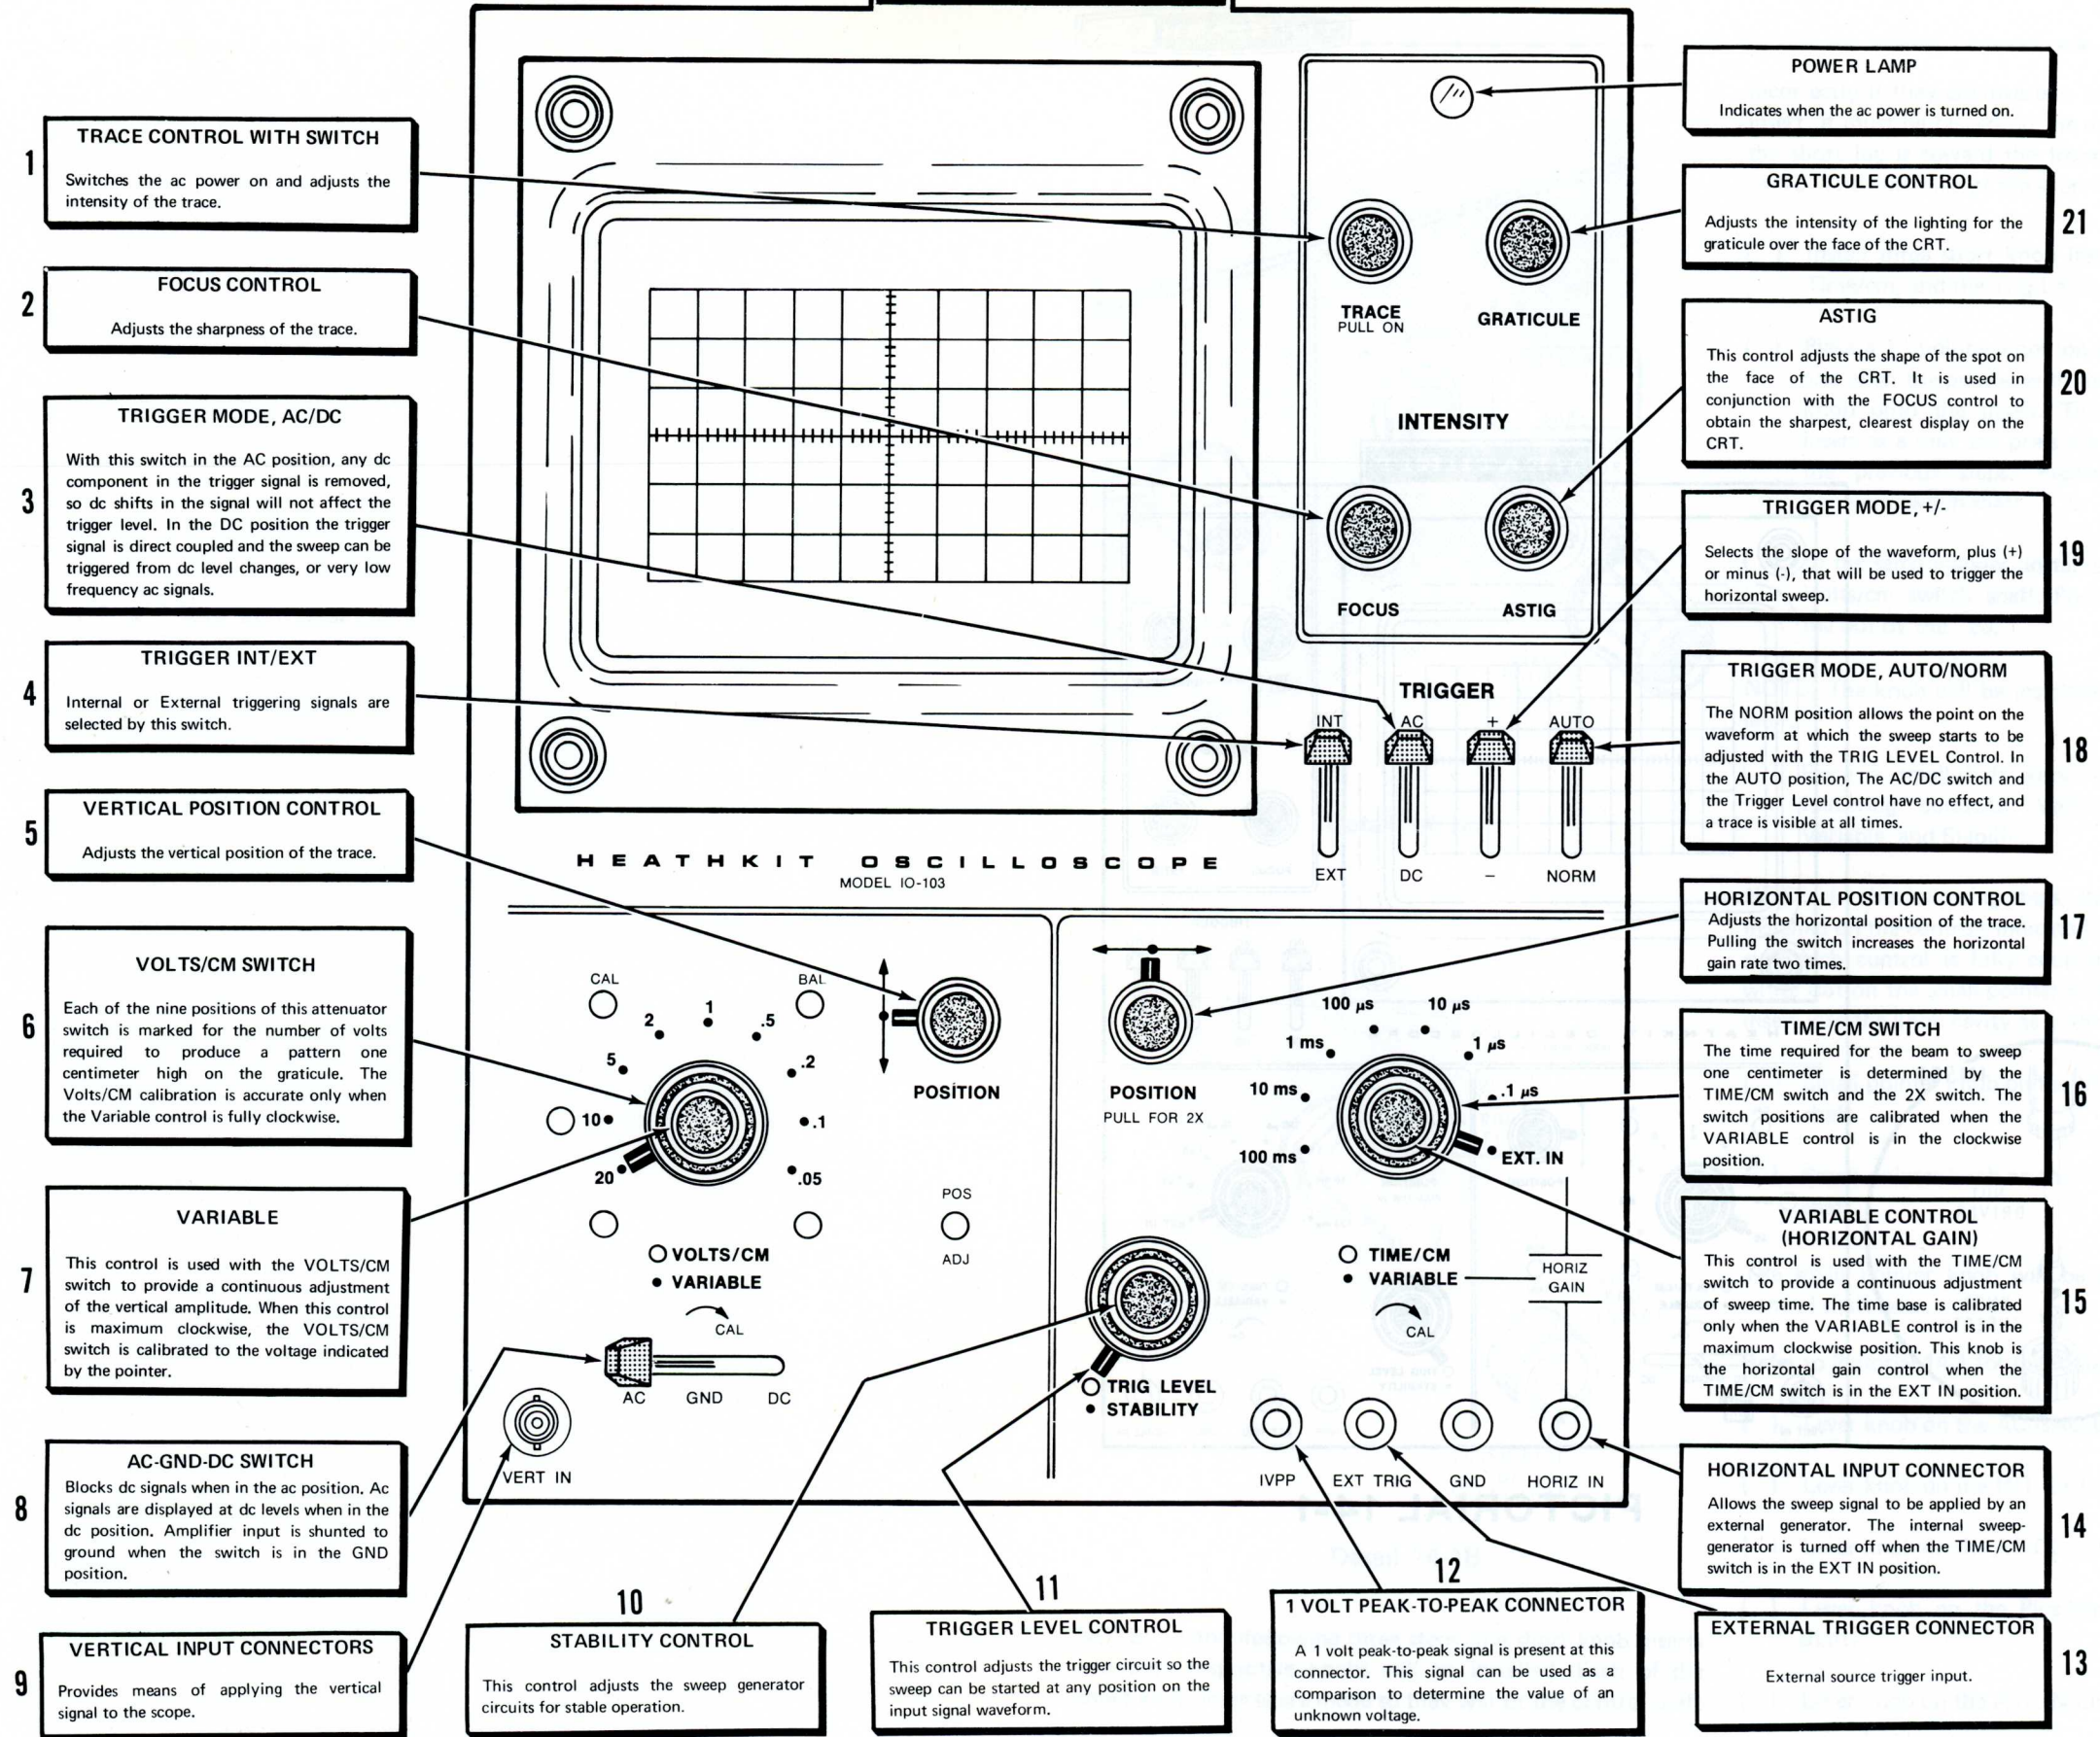 1
TRACE CONTROL WITH SWITCH
Switches the ac power on and adjusts the
intensity of the trace.
2
FOCUS CONTROL
Adjusts the sharpness of the trace.
3
TRIGGER MODE, AC/DC
With this switch in the AC position, any dc
component in the trigger signal is removed,
so dc shifts in the signal will not affect the
trigger level. In the DC position the trigger
signal is direct coupled and the sweep can be
triggered from dc level changes, or very low
frequency ac signals.
4
TRIGGER INT/EXT
Internal or External triggering signals are
selected by this switch.
5
VERTICAL POSITION CONTROL
Adjusts the vertical position of the trace.
6
VOLTS/CM SWITCH
Each of the nine positions of this attenuator
switch is marked for the number of volts
required to produce a pattern one
centimeter high on the graticule. The
Volts/CM calibration is accurate only when
the Variable control is fully clockwise.
7
VARIABLE
This control is used with the VOLTS/CM
switch to provide a continuous adjustment
of the vertical amplitude. When this control
is maximum clockwise, the VOLTS/CM
switch is calibrated to the voltage indicated
by the pointer.
8
AC-GND-DC SWITCH
Blocks dc signals when in the ac position. Ac
signals are displayed at dc levels when in the
dc position. Amplifier input is shunted to
ground when the switch is in the GND
position.
9
VERTICAL INPUT CONNECTORS
Provides means of applying the vertical
signal to the scope.
TRACE
PULL ON
GRATICULE
INTENSITY
FOCUS
ASTIG
TRIGGER
INT
AC
+
AUTO
EXT
DC
−
NORM
HEATHKIT OSCILLOSCOPE
MODEL IO-103
CAL
BAL
1
2
.5
5
.2
10
.1
20
.05
POSITION
POS
ADJ
VOLTS/CM
VARIABLE
CAL
AC GND DC
VERT IN
POSITION
PULL FOR 2X
100 µs
10 µs
1 ms
1 µs
10 ms
.1 µs
100 ms
EXT. IN
TIME/CM
VARIABLE
HORIZ
GAIN
CAL
TRIG LEVEL
STABILITY
IVPP
EXT TRIG
GND
HORIZ IN
10
STABILITY CONTROL
This control adjusts the sweep generator
circuits for stable operation.
11
TRIGGER LEVEL CONTROL
This control adjusts the trigger circuit so the
sweep can be started at any position on the
input signal waveform.
12
1 VOLT PEAK-TO-PEAK CONNECTOR
A 1 volt peak-to-peak signal is present at this
connector. This signal can be used as a
comparison to determine the value of an
unknown voltage.
POWER LAMP
Indicates when the ac power is turned on.
GRATICULE CONTROL
Adjusts the intensity of the lighting for the
graticule over the face of the CRT.
21
ASTIG
This control adjusts the shape of the spot on
the face of the CRT. It is used in
conjunction with the FOCUS control to
obtain the sharpest, clearest display on the
CRT.
20
TRIGGER MODE, +/-
Selects the slope of the waveform, plus (+)
or minus (-), that will be used to trigger the
horizontal sweep.
19
TRIGGER MODE, AUTO/NORM
The NORM position allows the point on the
waveform at which the sweep starts to be
adjusted with the TRIG LEVEL Control. In
the AUTO position, The AC/DC switch and
the Trigger Level control have no effect, and
a trace is visible at all times.
18
HORIZONTAL POSITION CONTROL
Adjusts the horizontal position of the trace.
Pulling the switch increases the horizontal
gain rate two times.
17
TIME/CM SWITCH
The time required for the beam to sweep
one centimeter is determined by the
TIME/CM switch and the 2X switch. The
switch positions are calibrated when the
VARIABLE control is in the clockwise
position.
16
VARIABLE CONTROL
(HORIZONTAL GAIN)
This control is used with the TIME/CM
switch to provide a continuous adjustment
of sweep time. The time base is calibrated
only when the VARIABLE control is in the
maximum clockwise position. This knob is
the horizontal gain control when the
TIME/CM switch is in the EXT IN position.
15
HORIZONTAL INPUT CONNECTOR
Allows the sweep signal to be applied by an
external generator. The internal sweep-
generator is turned off when the TIME/CM
switch is in the EXT IN position.
14
EXTERNAL TRIGGER CONNECTOR
External source trigger input.
13